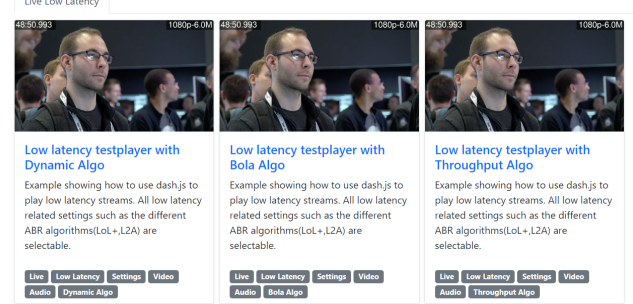 Live Low Latency
48:50.993 1080p-6.0M
48:50.993 1080p-6.0M
48:50.993 1080p-6.0M
Low latency testplayer with
Dynamic Algo
Example showing how to use dash.js to
play low latency streams. All low latency
related settings such as the different
ABR algorithms(LoL+,L2A) are
selectable.
Live Low Latency Settings Video
Audio Dynamic Algo
Low latency testplayer with
Bola Algo
Example showing how to use dash.js to
play low latency streams. All low latency
related settings such as the different
ABR algorithms(LoL+,L2A) are
selectable.
Live Low Latency Settings Video
Audio Bola Algo
Low latency testplayer with
Throughput Algo
Example showing how to use dash.js to
play low latency streams. All low latency
related settings such as the different
ABR algorithms(LoL+,L2A) are
selectable.
Live Low Latency Settings Video
Audio Throughput Algo